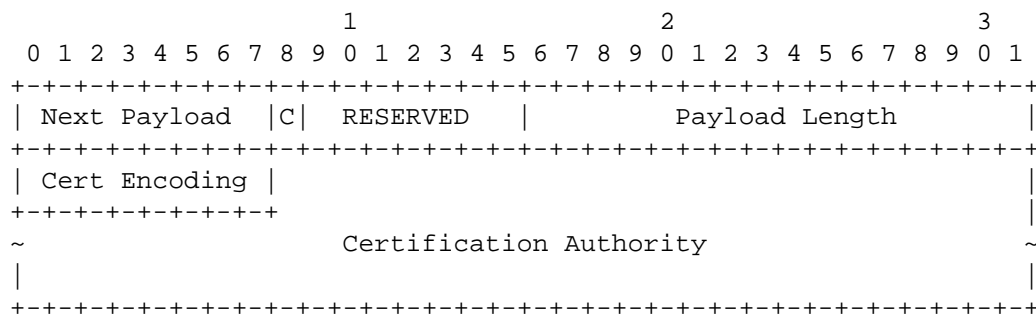 1                   2                   3
 0 1 2 3 4 5 6 7 8 9 0 1 2 3 4 5 6 7 8 9 0 1 2 3 4 5 6 7 8 9 0 1
+-+-+-+-+-+-+-+-+-+-+-+-+-+-+-+-+-+-+-+-+-+-+-+-+-+-+-+-+-+-+-+-+
| Next Payload  |C|  RESERVED   |         Payload Length        |
+-+-+-+-+-+-+-+-+-+-+-+-+-+-+-+-+-+-+-+-+-+-+-+-+-+-+-+-+-+-+-+-+
| Cert Encoding |                                               |
+-+-+-+-+-+-+-+-+                                               |
~                    Certification Authority                    ~
|                                                               |
+-+-+-+-+-+-+-+-+-+-+-+-+-+-+-+-+-+-+-+-+-+-+-+-+-+-+-+-+-+-+-+-+